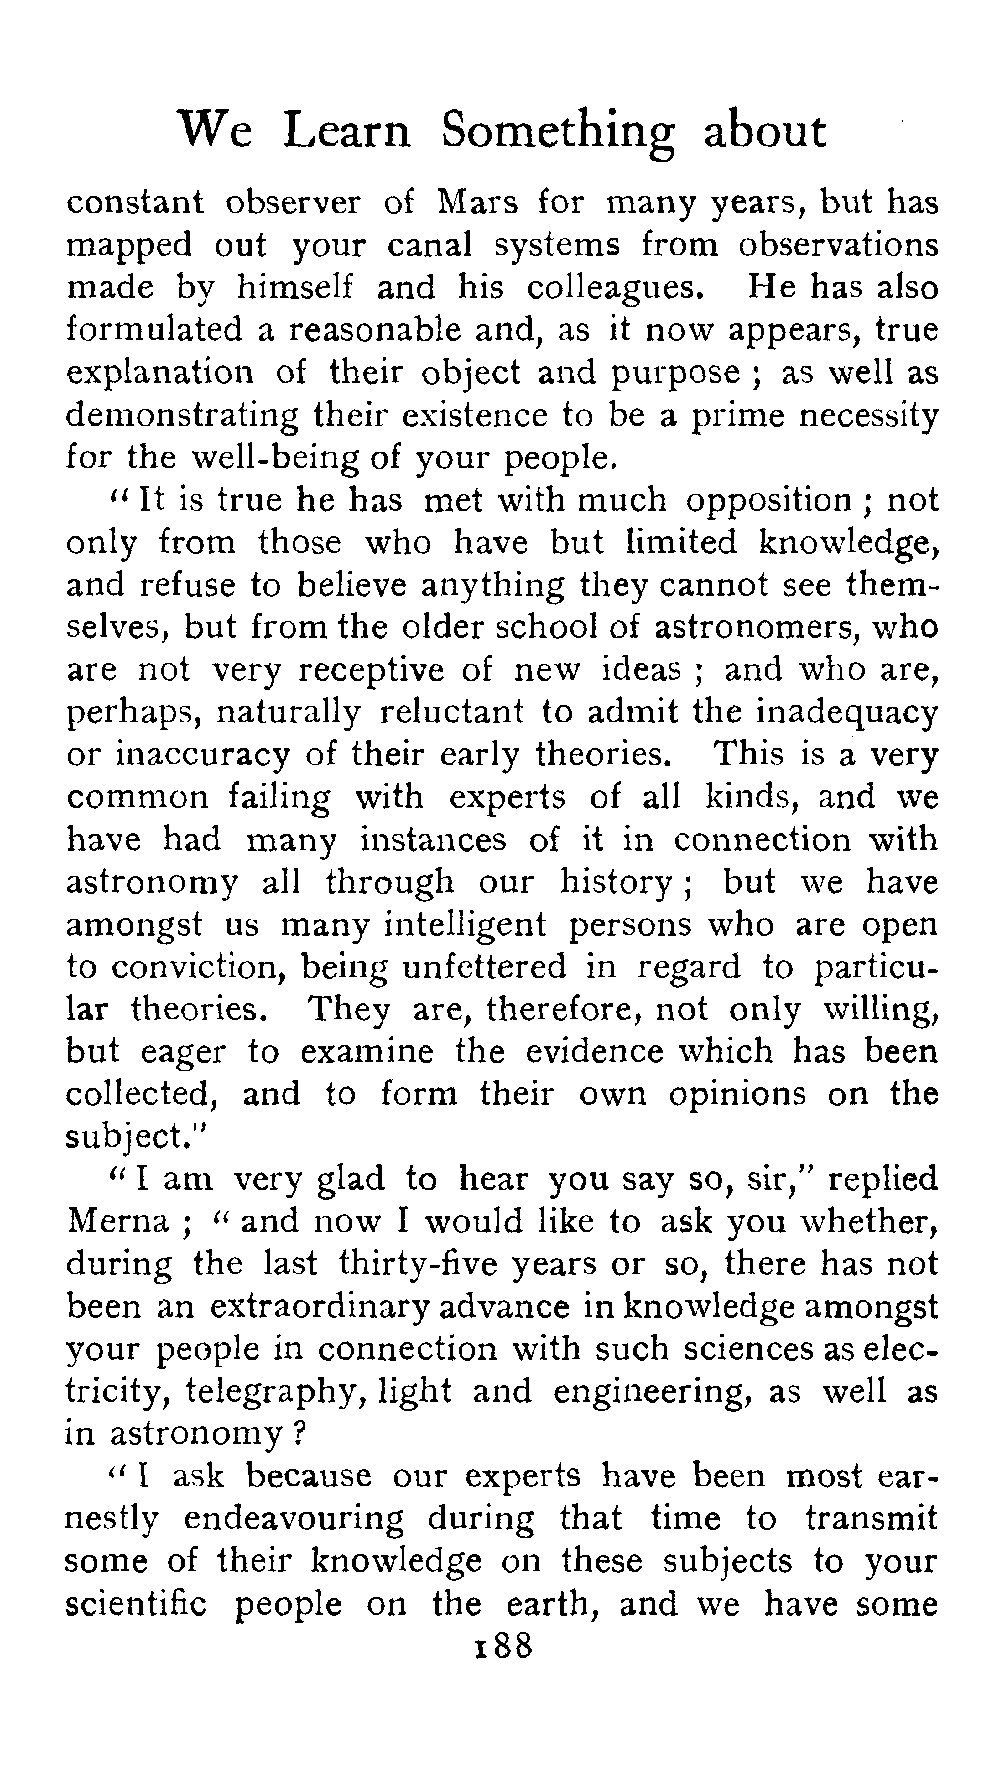 We Learn Something about
constant observer of Mars for many years, but has
mapped out your canal systems from observations
made by himself and his colleagues. He has also
formulated a reasonable and, as it now appears, true
explanation of their object and purpose ; as well as
demonstrating their existence to be a prime necessity
for the well-being of your people.
“ It is true he has met with much opposition ; not
only from those who have but limited knowledge,
and refuse to believe anything they cannot see them-
selves, but from the older school of astronomers, who
are not very receptive of new ideas ; and who are,
perhaps, naturally reluctant to admit the inadequacy
or inaccuracy of their early theories. This is a very
common failing with experts of all kinds, and we
have had many instances of it in connection with
astronomy all through our history ; but we have
amongst us many intelligent persons who are open
to conviction, being unfettered in regard to particu-
lar theories. They are, therefore, not only willing,
but eager to examine the evidence which has been
collected, and to form their own opinions on the
subject.”
“ I am very glad to hear you say so, sir,” replied
Merna ; “ and now I would like to ask you whether,
during the last thirty-five years or so, there has not
been an extraordinary advance in knowledge amongst
your people in connection with such sciences as elec-
tricity, telegraphy, light and engineering, as well as
in astronomy ?
“ I ask because our experts have been most ear-
nestly endeavouring during that time to transmit
some of their knowledge on these subjects to your
scientific people on the earth, and we have some
188